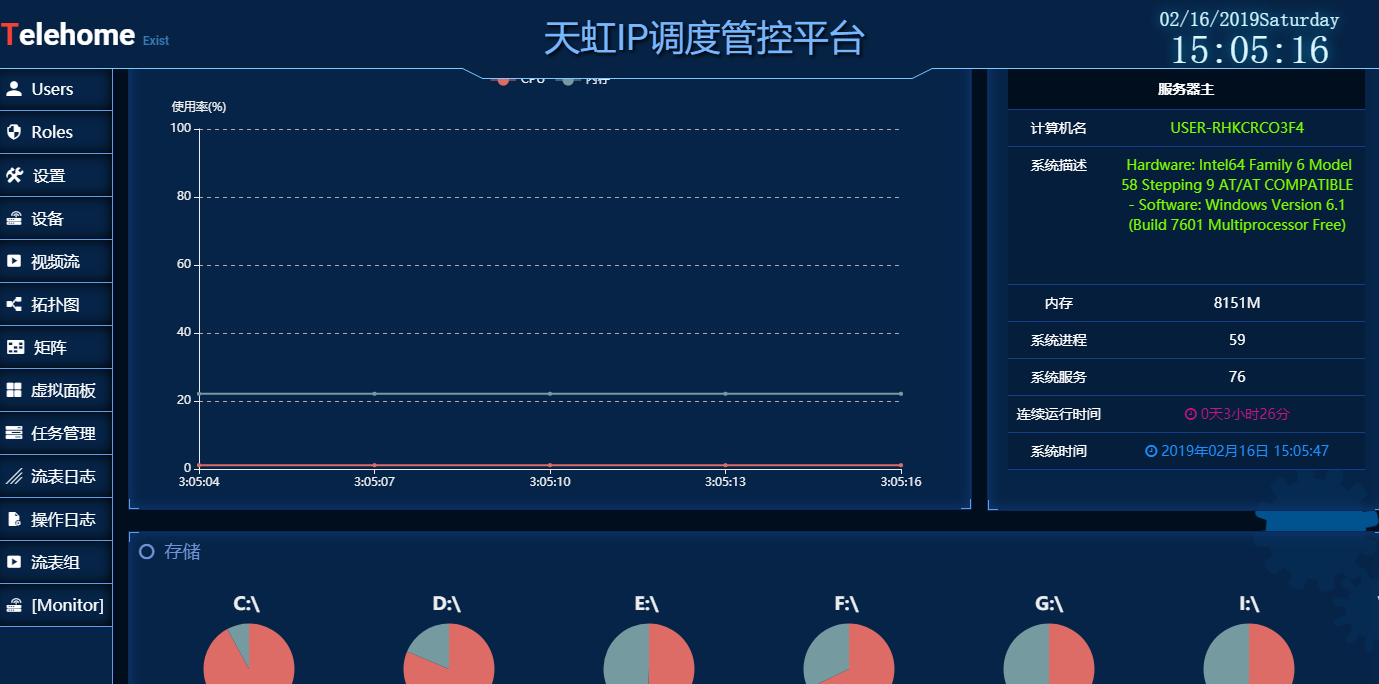 Telehome Exist
天虹IP调度管控平台
02/16/2019Saturday
15:05:16
Users
Roles
设置
设备
视频流
拓扑图
矩阵
虚拟面板
任务管理
流表日志
操作日志
流表组
[Monitor]
CPU 内存
使用率(%)
100
80
60
40
20
0
3:05:04 3:05:07 3:05:10 3:05:13 3:05:16
服务器主
计算机名 USER-RHKCRCO3F4
系统描述 Hardware: Intel64 Family 6 Model
58 Stepping 9 AT/AT COMPATIBLE
- Software: Windows Version 6.1
(Build 7601 Multiprocessor Free)
内存 8151M
系统进程 59
系统服务 76
连续运行时间 0天3小时26分
系统时间 2019年02月16日 15:05:47
存储
C:\ D:\ E:\ F:\ G:\ I:\